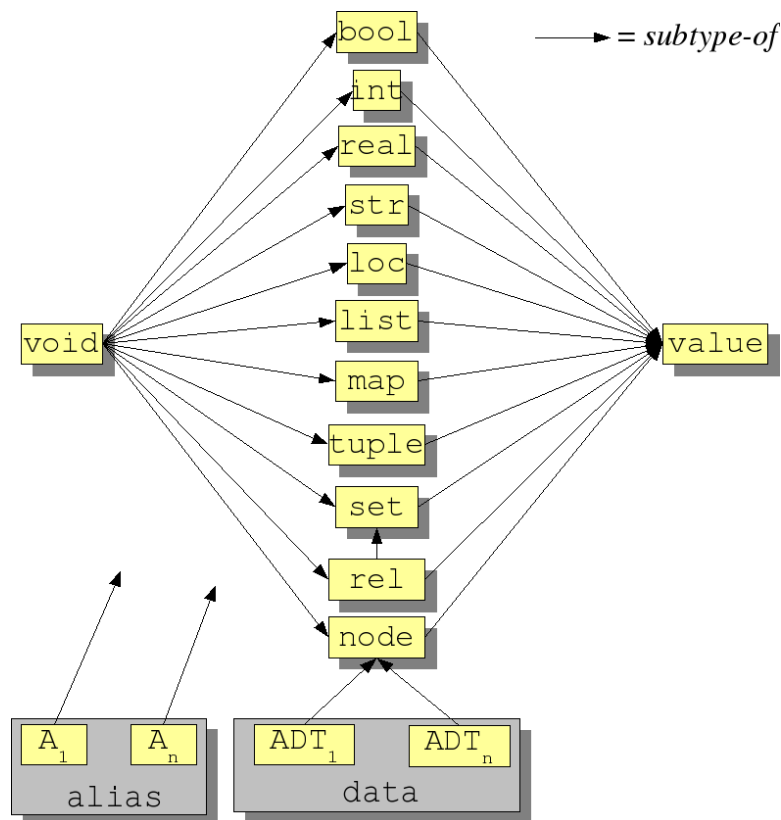 bool
= subtype-of
int
real
str
loc
list
void
value
map
tuple
set
rel
node
A1
An
ADT1
ADTn
alias
data